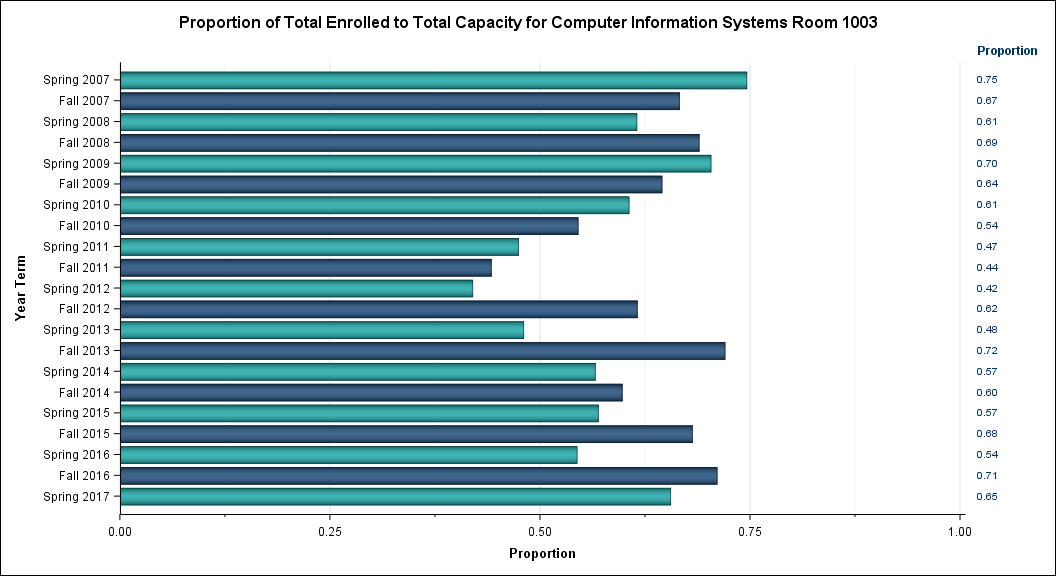 Proportion of Total Enrolled to Total Capacity for Computer Information Systems Room 1003
Proportion
Spring 2007 0.75
Fall 2007 0.67
Spring 2008 0.61
Fall 2008 0.69
Spring 2009 0.70
Fall 2009 0.64
Spring 2010 0.61
Fall 2010 0.54
Spring 2011 0.47
Fall 2011 0.44
Spring 2012 0.42
Fall 2012 0.62
Spring 2013 0.48
Fall 2013 0.72
Spring 2014 0.57
Fall 2014 0.60
Spring 2015 0.57
Fall 2015 0.68
Spring 2016 0.54
Fall 2016 0.71
Spring 2017 0.65
Year Term
0.00 0.25 0.50 0.75 1.00
Proportion